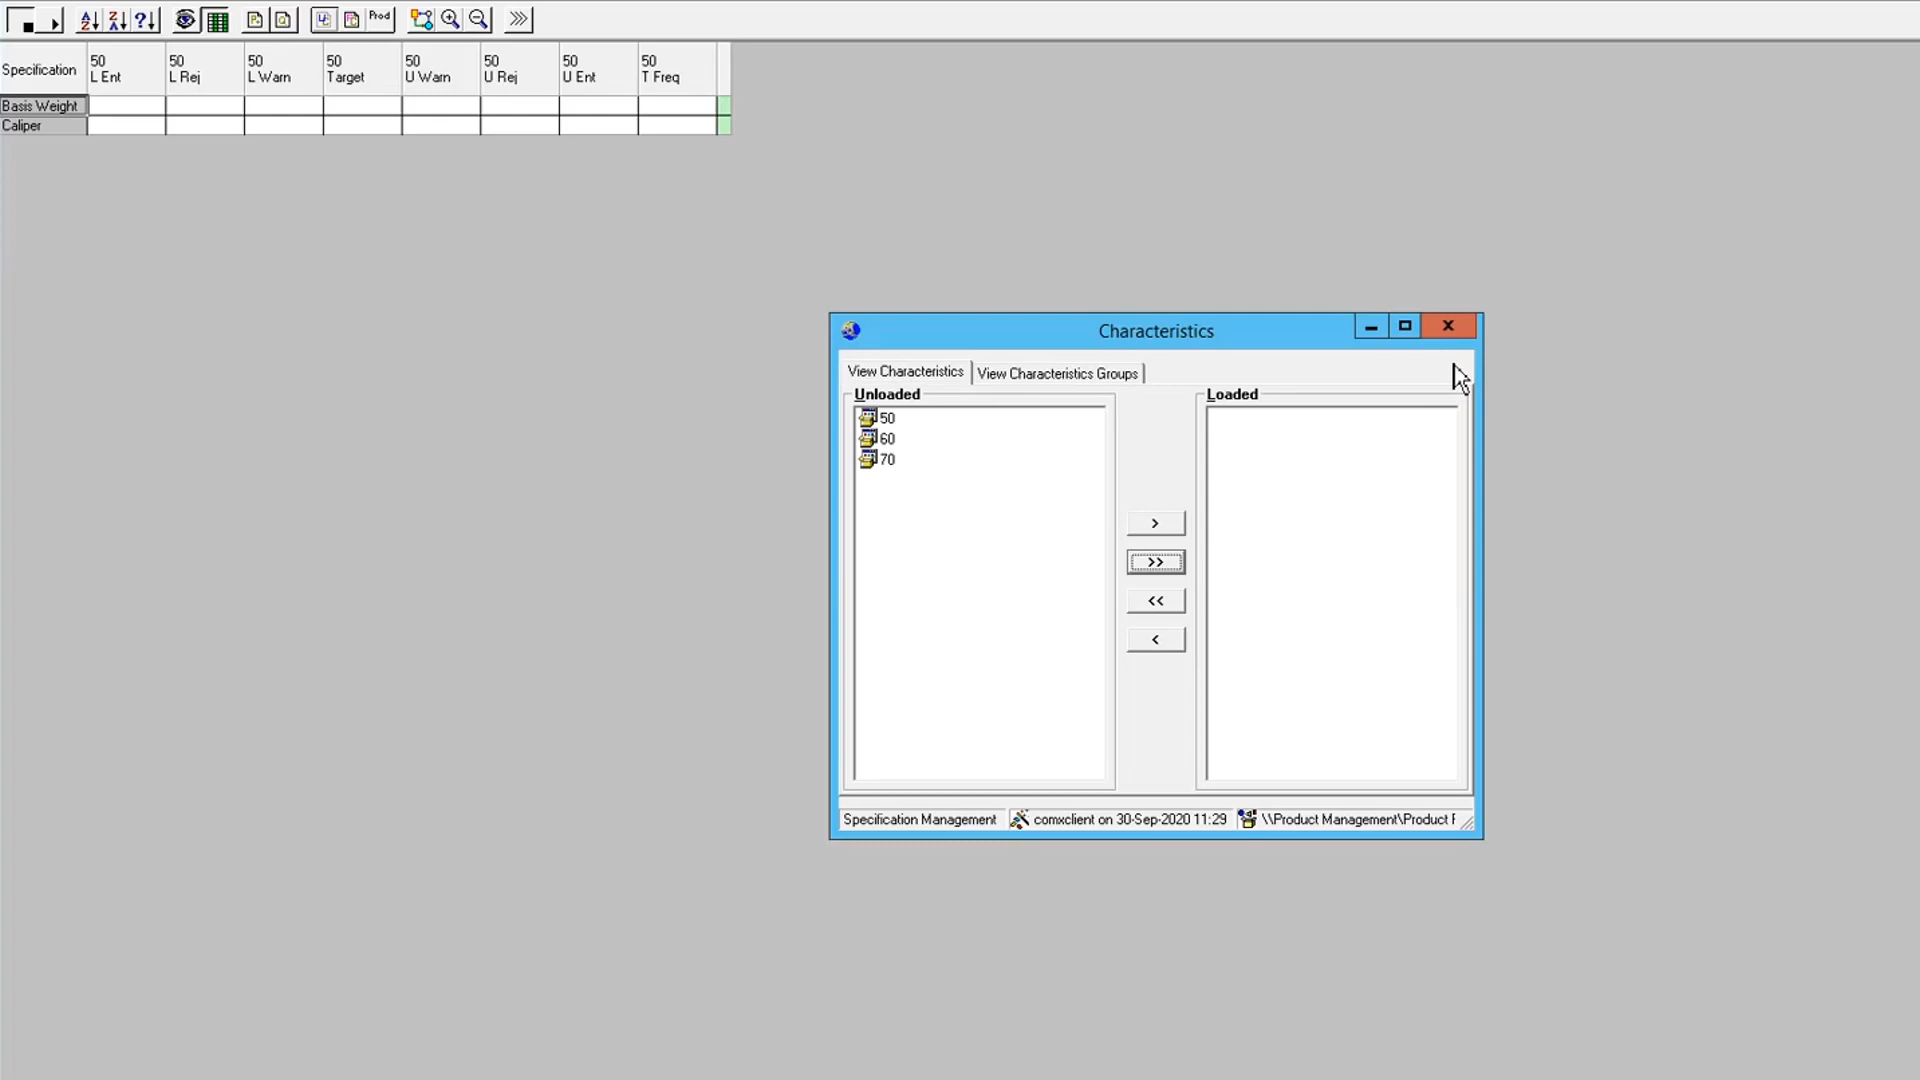 Prod
Specification
50 L Ent
50 L Rej
50 L Warn
50 Target
50 U Warn
50 U Rej
50 U Ent
50 T Freq
Basis Weight
Caliper
Characteristics
View Characteristics
View Characteristics Groups
Unloaded
Loaded
50
60
70
>
>>
<<
<
Specification Management
comxclient on 30-Sep-2020 11:29
\\Product Management\Product F